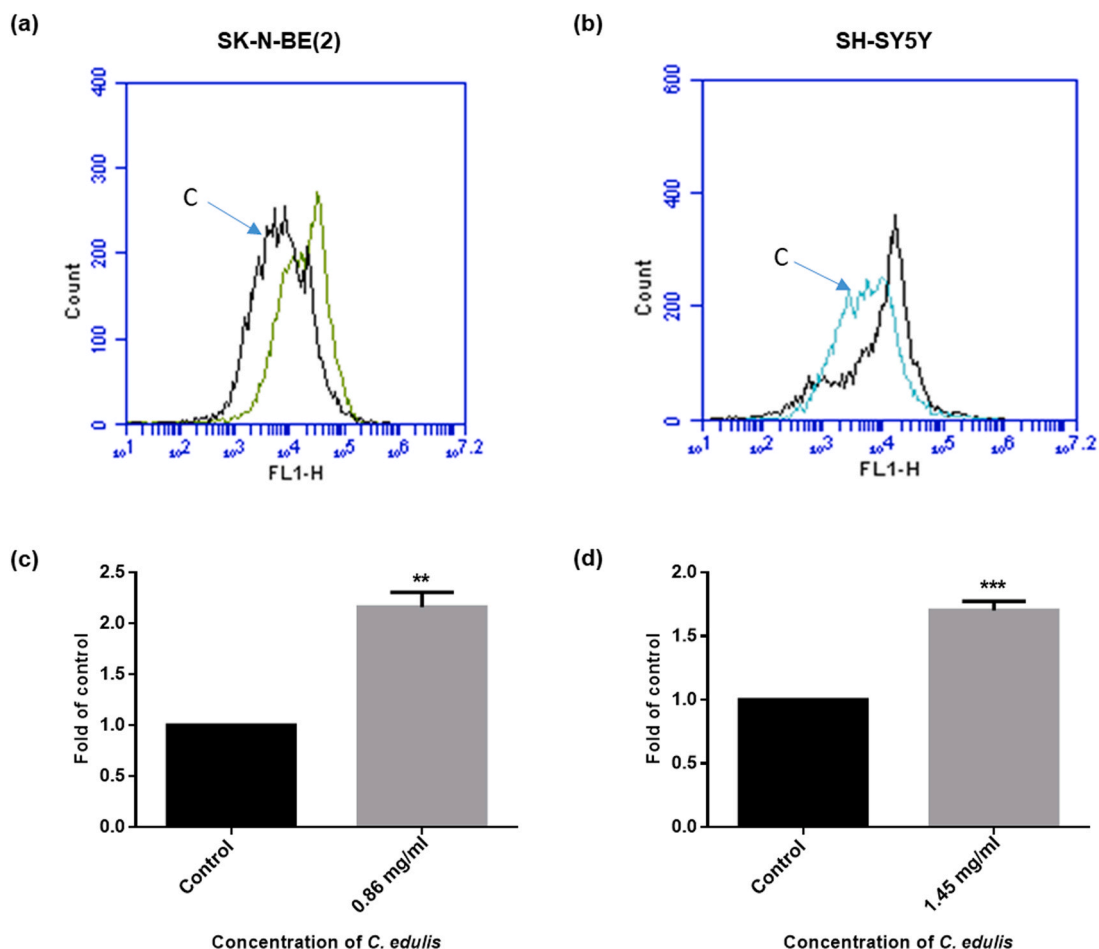 (a)
SK-N-BE(2)
400
300
200
100
0
Count
C
10^1 10^2 10^3 10^4 10^5 10^6 10^7.2
FL1-H
(b)
SH-SY5Y
600
400
200
0
Count
C
10^1 10^2 10^3 10^4 10^5 10^6 10^7.2
FL1-H
(c)
2.5
2.0
1.5
1.0
0.5
0.0
Fold of control
**
Control
0.86 mg/ml
Concentration of C. edulis
(d)
2.0
1.5
1.0
0.5
0.0
Fold of control
***
Control
1.45 mg/ml
Concentration of C. edulis